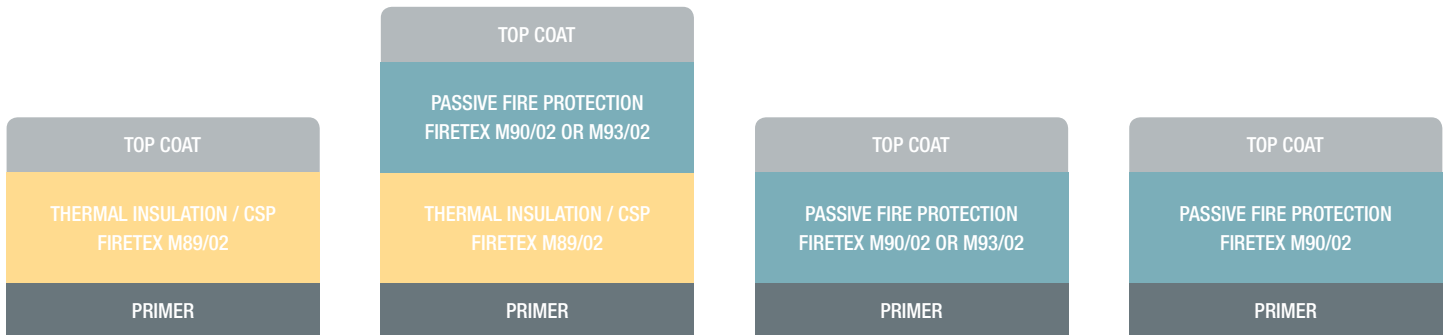 TOP COAT
THERMAL INSULATION / CSP
FIRETEX M89/02
PRIMER
TOP COAT
PASSIVE FIRE PROTECTION
FIRETEX M90/02 OR M93/02
THERMAL INSULATION / CSP
FIRETEX M89/02
PRIMER
TOP COAT
PASSIVE FIRE PROTECTION
FIRETEX M90/02 OR M93/02
PRIMER
TOP COAT
PASSIVE FIRE PROTECTION
FIRETEX M90/02
PRIMER